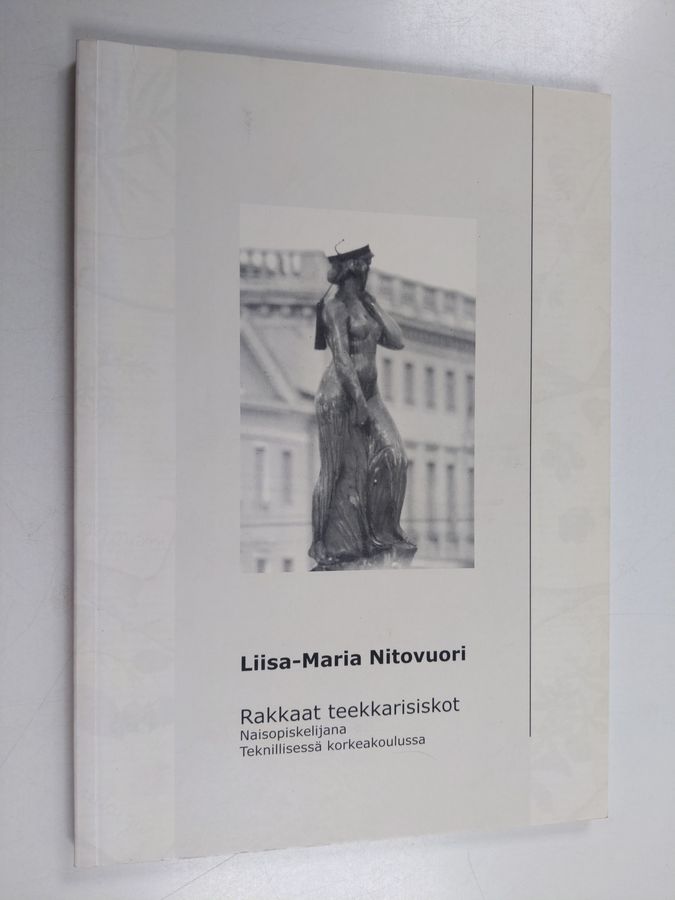 Liisa-Maria Nitovuori
Rakkaat teekkarisiskot
Naisopiskelijana
Teknillisessä korkeakoulussa